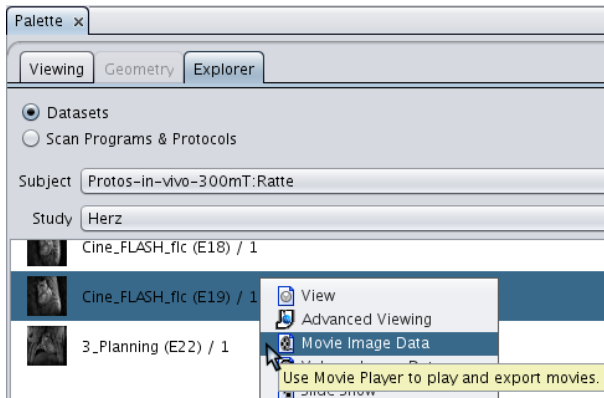 Palette x
Viewing Geometry Explorer
Datasets
Scan Programs & Protocols
Subject Protos-in-vivo-300mT:Ratte
Study Herz
Cine_FLASH_flc (E18) / 1
Cine_FLASH_flc (E19) / 1
View
Advanced Viewing
3_Planning (E22) / 1
Movie Image Data
Use Movie Player to play and export movies.
Slide Show